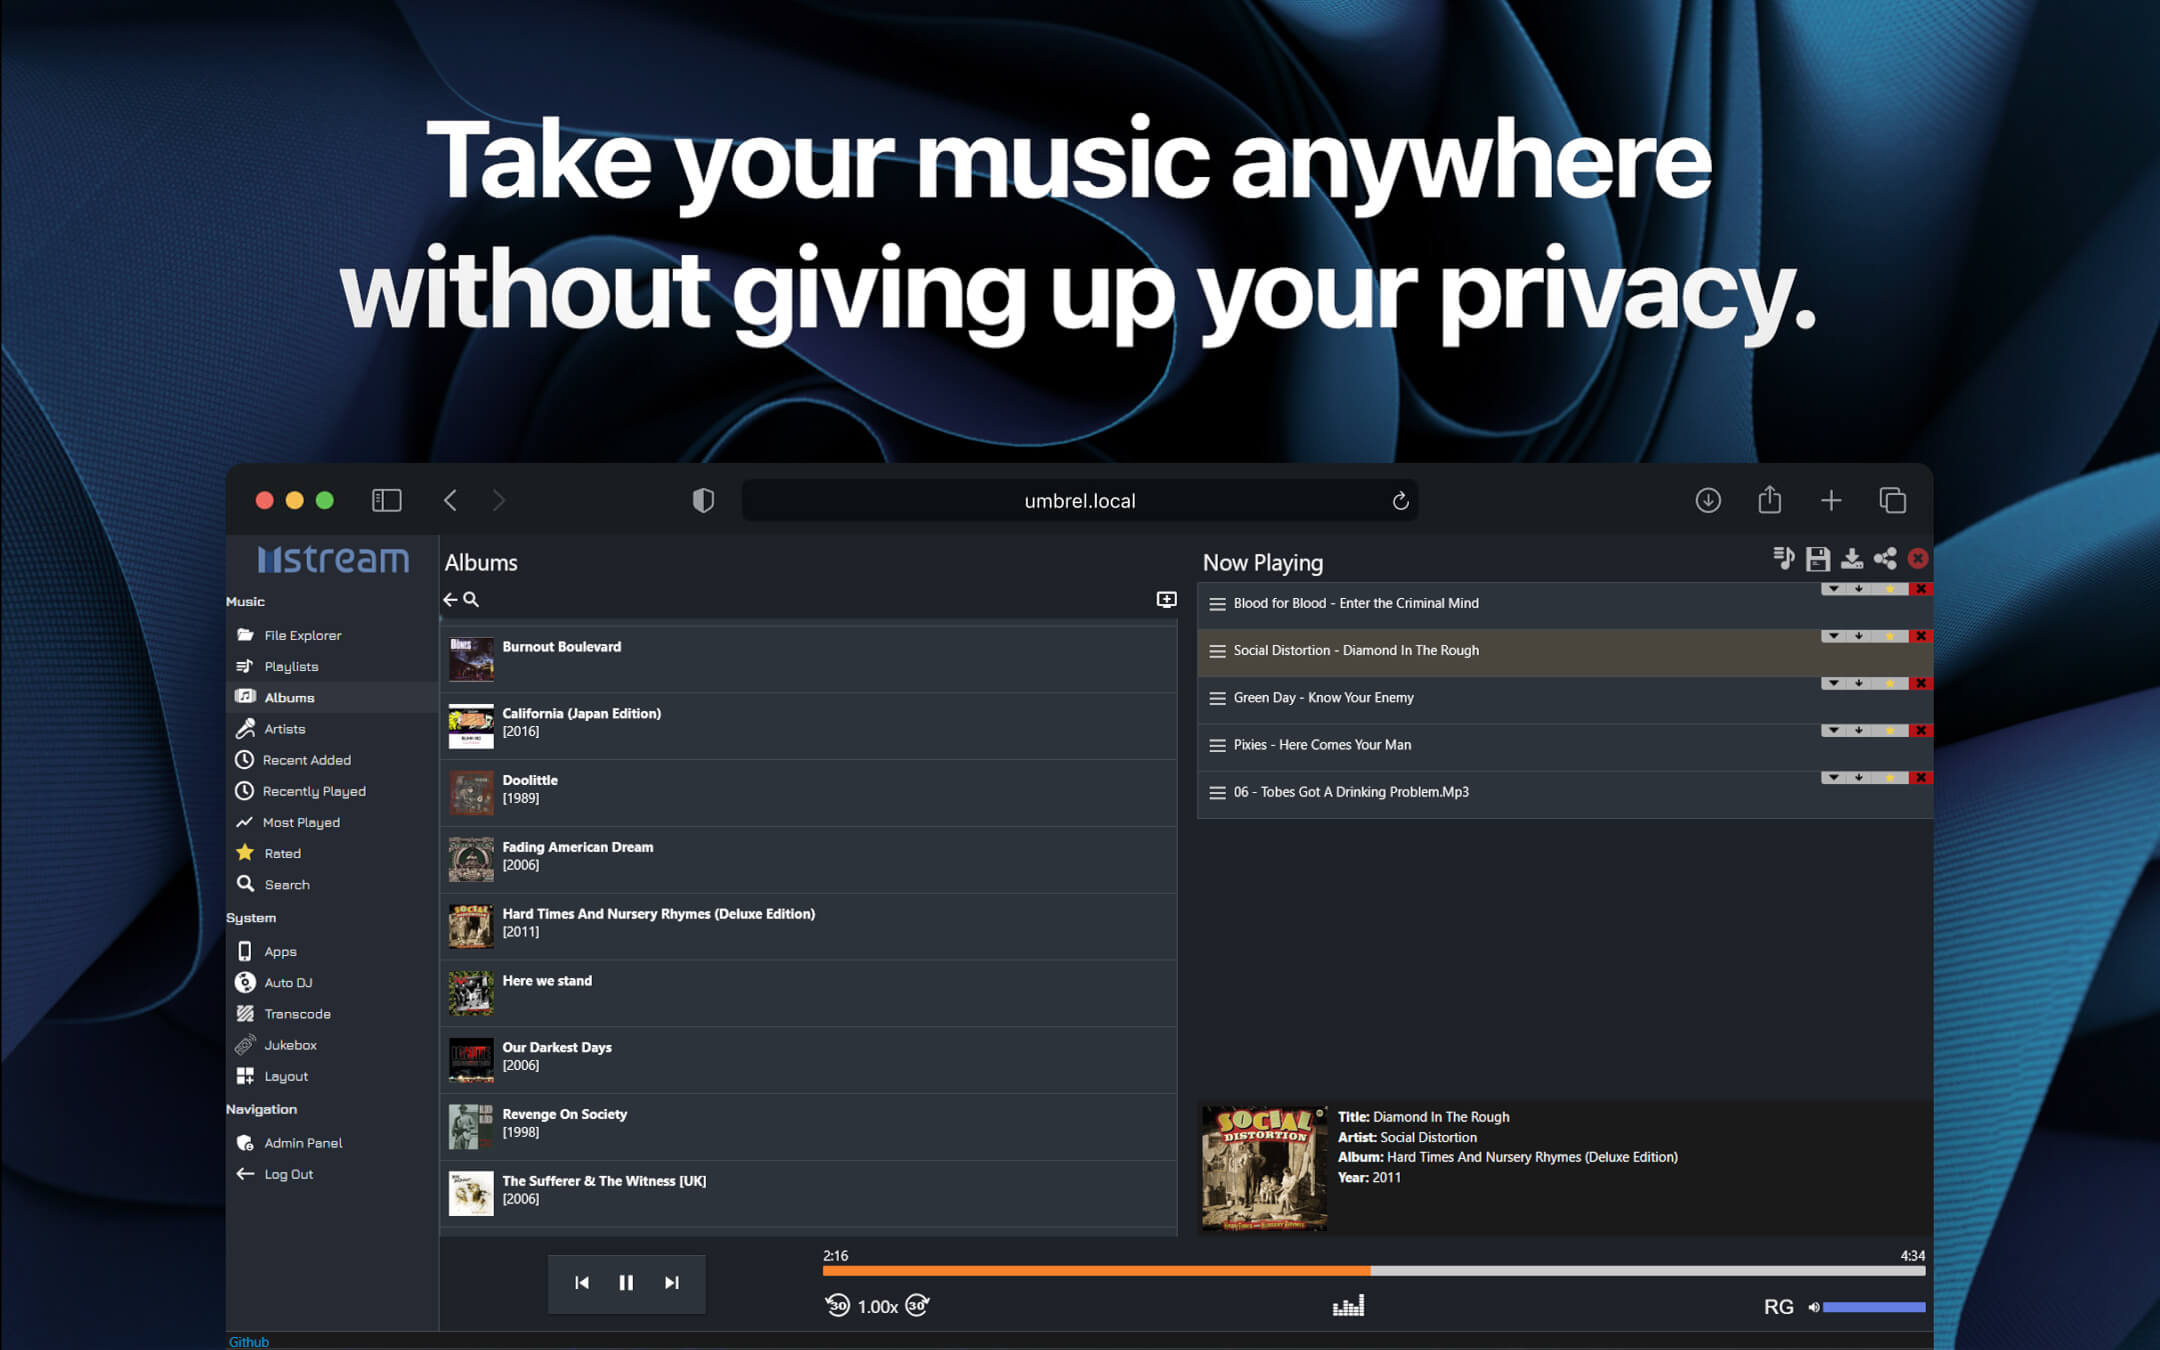 Take your music anywhere
without giving up your privacy.
umbrel.local
mstream
Music
File Explorer
Playlists
Albums
Artists
Recent Added
Recently Played
Most Played
Rated
Search
System
Apps
Auto DJ
Transcode
Jukebox
Layout
Navigation
Admin Panel
Log Out
Albums
Burnout Boulevard
California (Japan Edition)
[2016]
Doolittle
[1989]
Fading American Dream
[2006]
Hard Times And Nursery Rhymes (Deluxe Edition)
[2011]
Here we stand
Our Darkest Days
[2006]
Revenge On Society
[1998]
The Sufferer & The Witness [UK]
[2006]
Now Playing
Blood for Blood - Enter the Criminal Mind
Social Distortion - Diamond In The Rough
Green Day - Know Your Enemy
Pixies - Here Comes Your Man
06 - Tobes Got A Drinking Problem.Mp3
SOCIAL
DISTORTION
HARD TIMES AND NURSERY RHYMES
Title: Diamond In The Rough
Artist: Social Distortion
Album: Hard Times And Nursery Rhymes (Deluxe Edition)
Year: 2011
2:16
4:34
30 1.00x 30
RG
Github